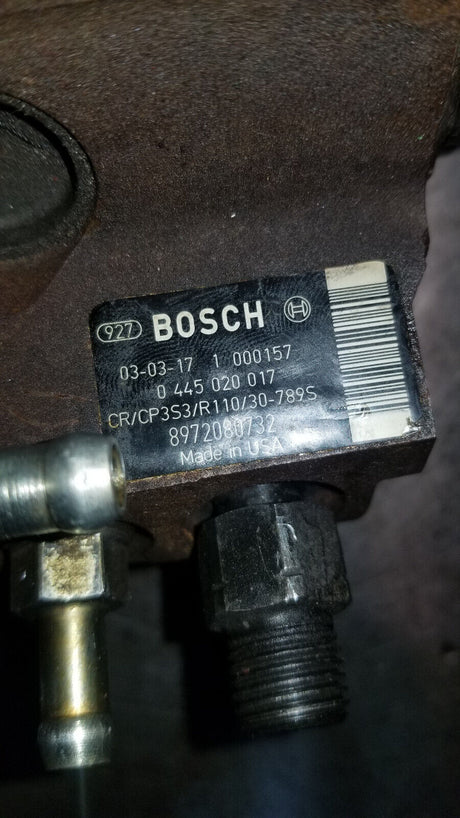 927 BOSCH
03-03-17 1 000157
0 445 020 017
CR/CP3S3/R110/30-789S
8972080732
Made in USA